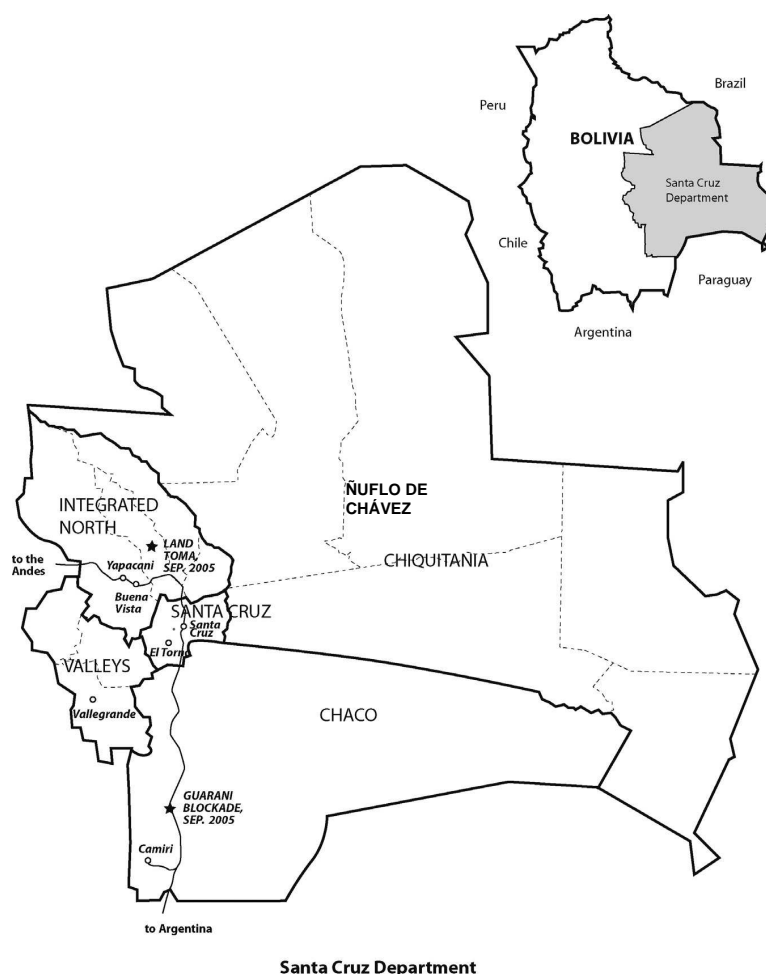 Peru
Brazil
BOLIVIA
Santa Cruz
Department
Chile
Paraguay
Argentina
ÑUFLO DE
CHÁVEZ
INTEGRATED
NORTH
LAND
TOMA,
SEP. 2005
to the
Andes
Yapacani
Buena
Vista
CHIQUITANIA
SANTA CRUZ
Santa
Cruz
El Torno
VALLEYS
Vallegrande
CHACO
GUARANI
BLOCKADE,
SEP. 2005
Camiri
to Argentina
Santa Cruz Department